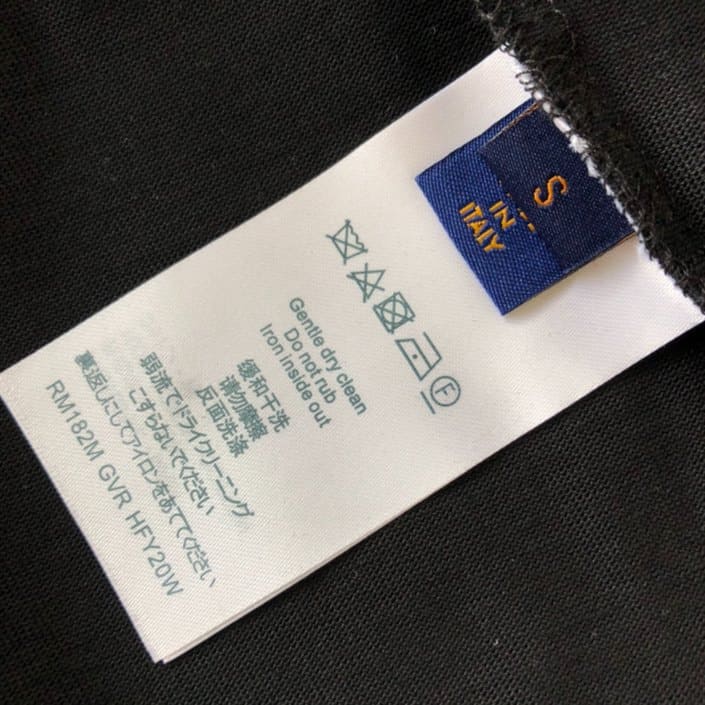 S
IN
ITALY
F
Gentle dry clean
Do not rub
Iron inside out
缓和干洗
请勿摩擦
反面洗涤
弱流でドライクリーニング
こすらないでください
裏返しにしてアイロンをあててください
RM182M GVR HFY20W